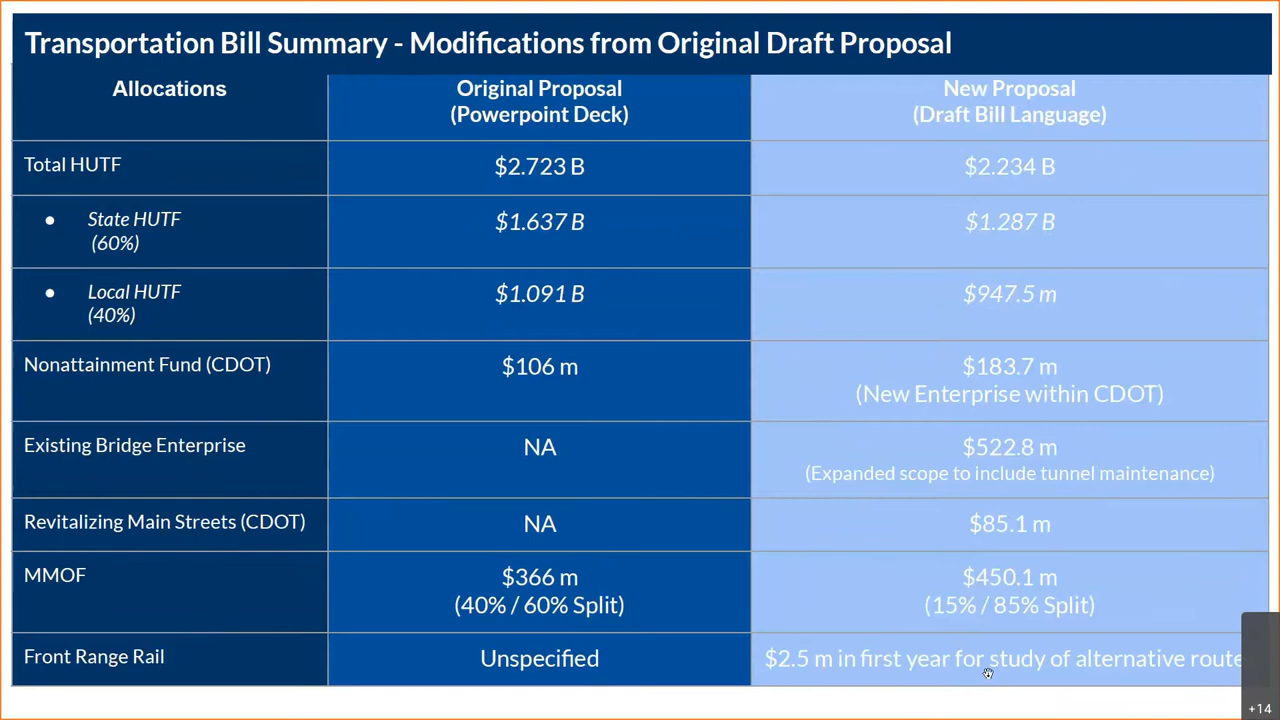 Transportation Bill Summary - Modifications from Original Draft Proposal
Allocations
Original Proposal
(Powerpoint Deck)
New Proposal
(Draft Bill Language)
Total HUTF
$2.723 B
$2.234 B
● State HUTF
(60%)
$1.637 B
$1.287 B
● Local HUTF
(40%)
$1.091 B
$947.5 m
Nonattainment Fund (CDOT)
$106 m
$183.7 m
(New Enterprise within CDOT)
Existing Bridge Enterprise
NA
$522.8 m
(Expanded scope to include tunnel maintenance)
Revitalizing Main Streets (CDOT)
NA
$85.1 m
MMOF
$366 m
(40% / 60% Split)
$450.1 m
(15% / 85% Split)
Front Range Rail
Unspecified
$2.5 m in first year for study of alternative route
+14